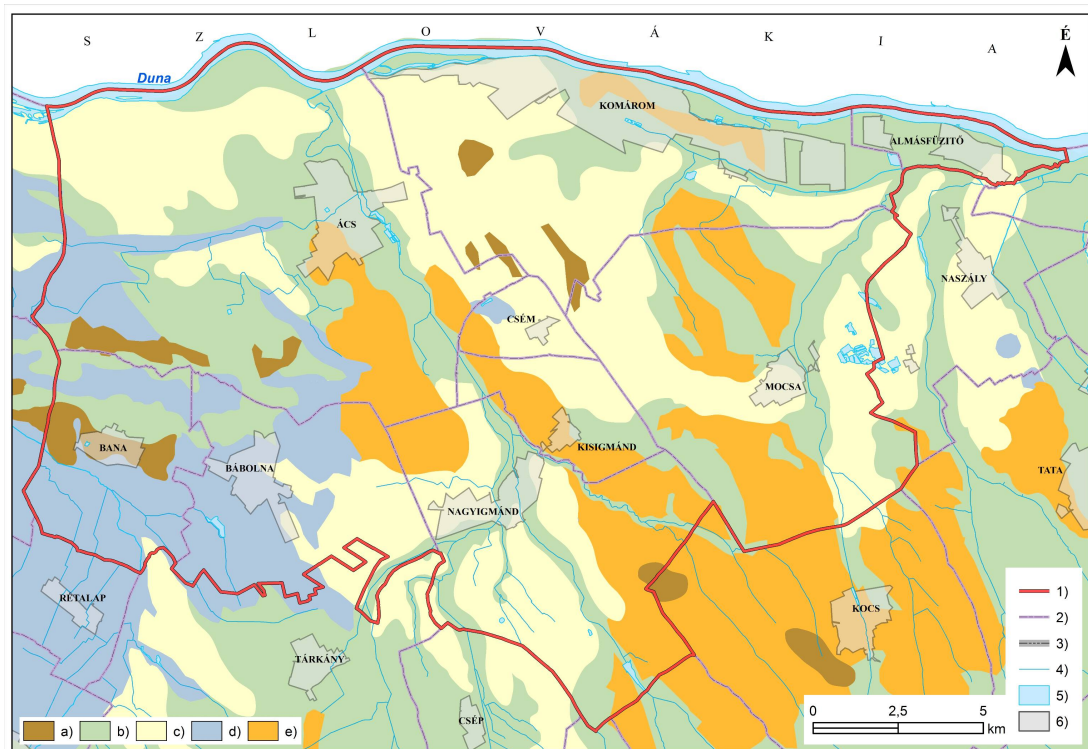 S Z L O V Á K I A
É
Duna
KOMÁROM
ALMÁSFÜZITŐ
ÁCS
NASZÁLY
CSÉM
MOCSA
BANA
BÁBOLNA
KISIGMÁND
TATA
NAGYIGMÁND
RÉTALAP
KOCS
TÁRKÁNY
CSÉP
1)
2)
3)
4)
5)
6)
a) b) c) d) e)
0 2,5 5
km